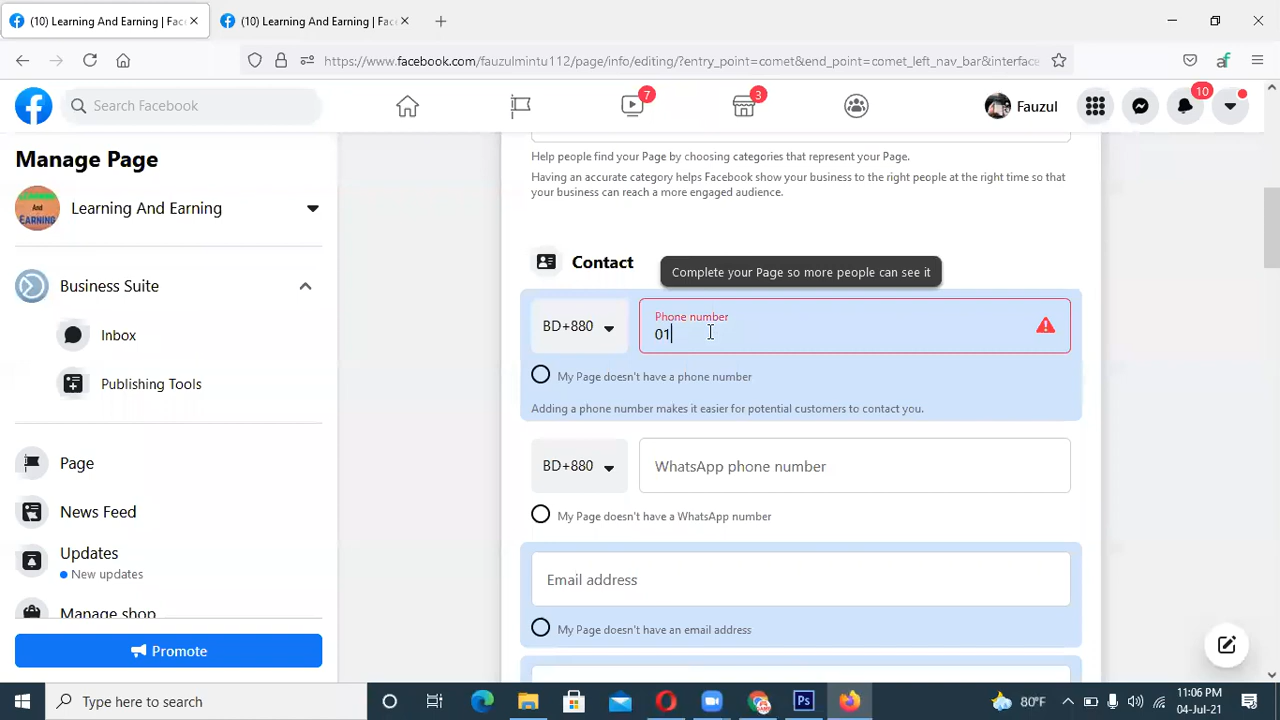 (10) Learning And Earning | Fac
(10) Learning And Earning | Fac
https://www.facebook.com/fauzulmintu112/page/info/editing/?entry_point=comet&end_point=comet_left_nav_bar&interface
af
Search Facebook
7
3
Fauzul
10
Manage Page
Learning And Earning
Business Suite
Inbox
Publishing Tools
Page
News Feed
Updates
New updates
Manage shop
Promote
Help people find your Page by choosing categories that represent your Page.
Having an accurate category helps Facebook show your business to the right people at the right time so that
your business can reach a more engaged audience.
Contact
Complete your Page so more people can see it
BD+880
Phone number
01
My Page doesn't have a phone number
Adding a phone number makes it easier for potential customers to contact you.
BD+880
WhatsApp phone number
My Page doesn't have a WhatsApp number
Email address
My Page doesn't have an email address
Type here to search
Ps
80°F
11:06 PM
04-Jul-21